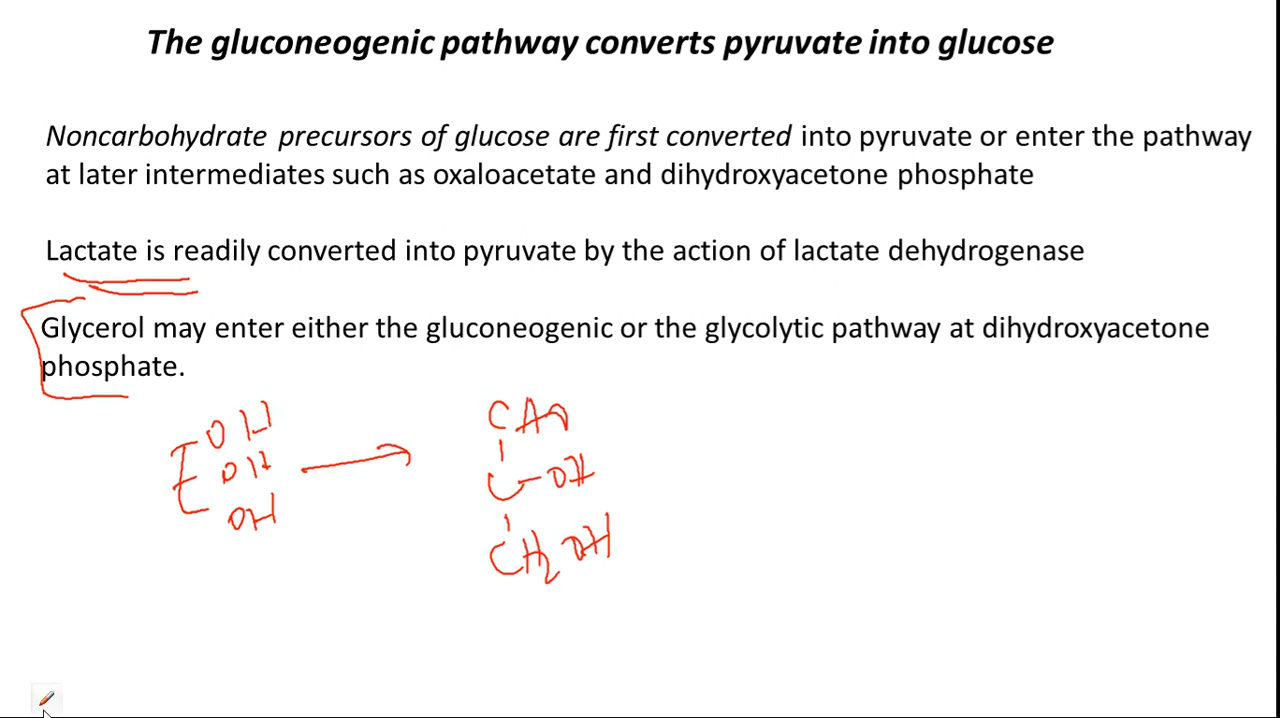 The gluconeogenic pathway converts pyruvate into glucose
Noncarbohydrate precursors of glucose are first converted into pyruvate or enter the pathway
at later intermediates such as oxaloacetate and dihydroxyacetone phosphate
Lactate is readily converted into pyruvate by the action of lactate dehydrogenase
Glycerol may enter either the gluconeogenic or the glycolytic pathway at dihydroxyacetone
phosphate.
OH
OH
OH
C-OH
CH2OH